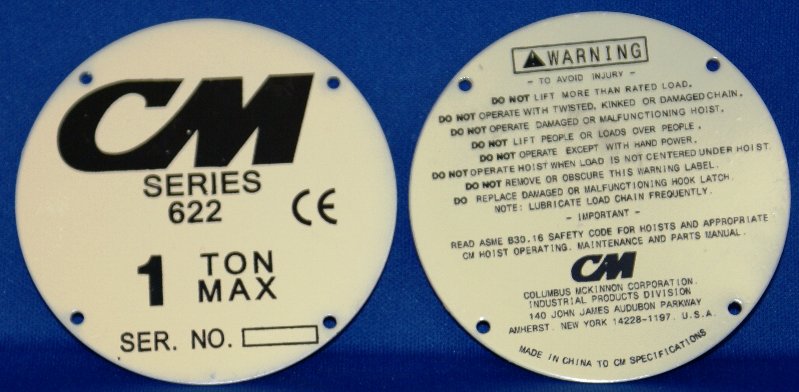 CM
SERIES
622
CE
1 TON
MAX
SER. NO.
WARNING
- TO AVOID INJURY -
DO NOT LIFT MORE THAN RATED LOAD.
DO NOT OPERATE WITH TWISTED, KINKED OR DAMAGED CHAIN.
DO NOT OPERATE DAMAGED OR MALFUNCTIONING HOIST.
DO NOT LIFT PEOPLE OR LOADS OVER PEOPLE.
DO NOT OPERATE EXCEPT WITH HAND POWER.
DO NOT OPERATE HOIST WHEN LOAD IS NOT CENTERED UNDER HOIST
DO NOT REMOVE OR OBSCURE THIS WARNING LABEL.
DO REPLACE DAMAGED OR MALFUNCTIONING HOOK LATCH.
NOTE: LUBRICATE LOAD CHAIN FREQUENTLY.
- IMPORTANT -
READ ASME B30.16 SAFETY CODE FOR HOISTS AND APPROPRIATE
CM HOIST OPERATING, MAINTENANCE AND PARTS MANUAL.
CM
COLUMBUS MCKINNON CORPORATION.
INDUSTRIAL PRODUCTS DIVISION
140 JOHN JAMES AUDUBON PARKWAY
AMHERST. NEW YORK 14228-1197. U.S.A.
MADE IN CHINA TO CM SPECIFICATIONS